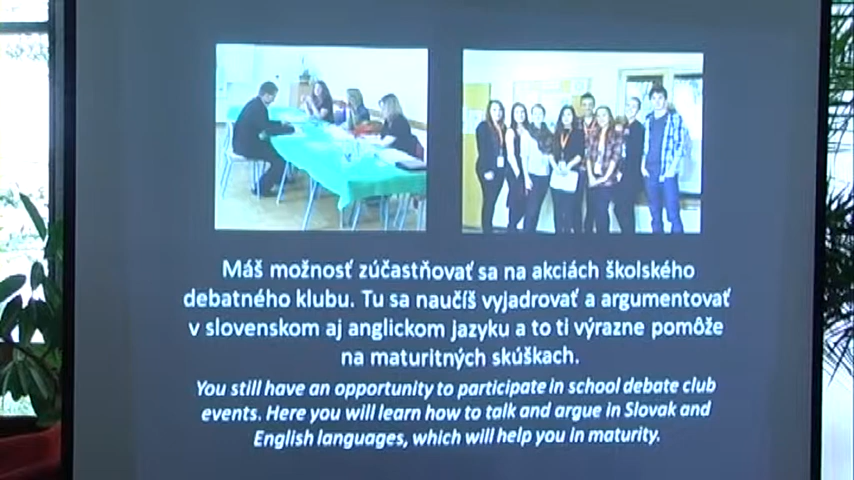 Máš možnosť zúčastňovať sa na akciách školského
debatného klubu. Tu sa naučíš vyjadrovať a argumentovať
v slovenskom aj anglickom jazyku a to ti výrazne pomôže
na maturitných skúškach.
You still have an opportunity to participate in school debate club
events. Here you will learn how to talk and argue in Slovak and
English languages, which will help you in maturity.